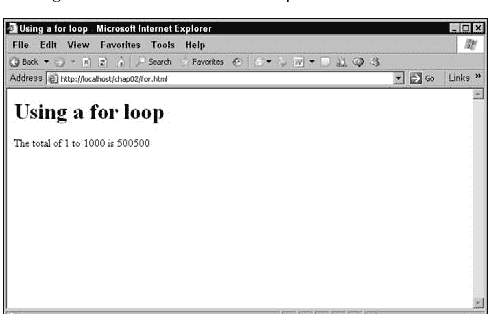 Using a for loop - Microsoft Internet Explorer
File Edit View Favorites Tools Help
Back Search Favorites
Address http://localhost/chap02/for.html Go Links »
Using a for loop
The total of 1 to 1000 is 500500